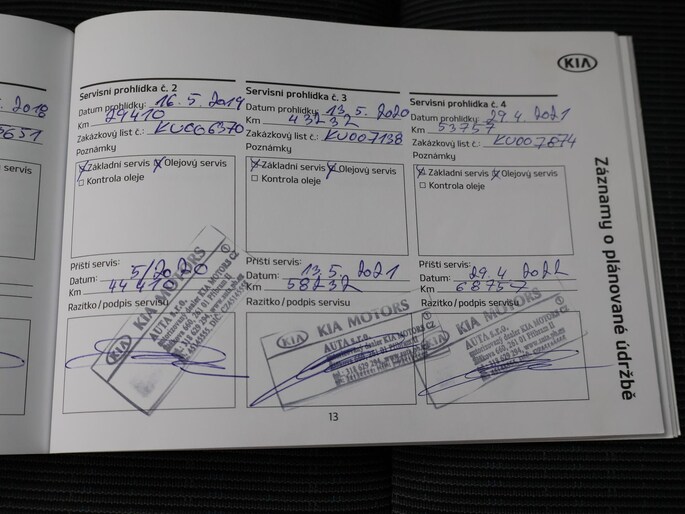 . 2018
651
servis
KIA
Servisní prohlídka č. 2
Datum prohlídky: 16. 5. 2019
Km 29410
Zakázkový list č.: KU006370
Poznámky
Základní servis Olejový servis
Kontrola oleje
Příští servis:
Datum: 5/2020
Km 44410
Razítko/podpis servisu
KIA MOTORS
AUTA s.r.o.
Servisní prohlídka č. 3
Datum prohlídky: 13. 5. 2020
Km 43232
Zakázkový list č.: KU007138
Poznámky
Základní servis Olejový servis
Kontrola oleje
Příští servis:
Datum: 13. 5. 2021
Km 58232
Razítko/podpis servisu
KIA MOTORS
AUTA s.r.o.
Servisní prohlídka č. 4
Datum prohlídky: 29. 4. 2021
Km 53757
Zakázkový list č.: KU007874
Poznámky
Základní servis Olejový servis
Kontrola oleje
Příští servis:
Datum: 29. 4. 2022
Km 68757
Razítko/podpis servisu
KIA MOTORS
AUTA s.r.o.
Záznamy o plánované údržbě
13